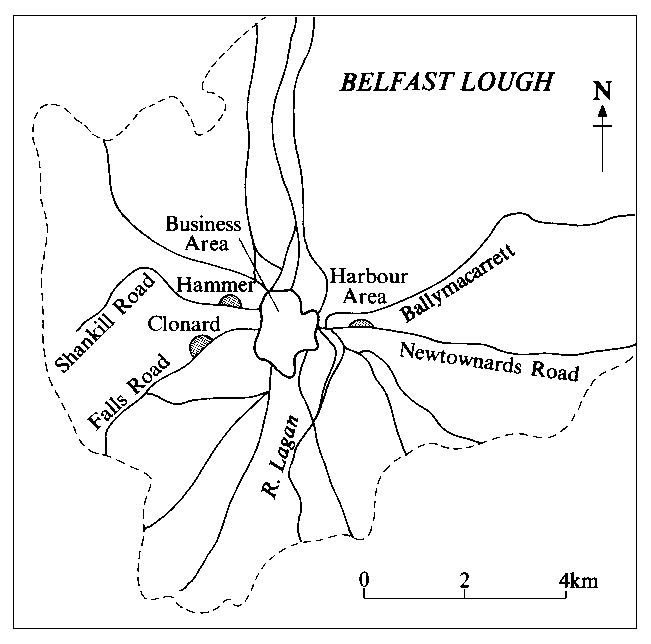 BELFAST LOUGH
N
Business
Area
Harbour
Area
Hammer
Ballymacarrett
Shankill Road
Clonard
Newtownards Road
Falls Road
R. Lagan
0 2 4km